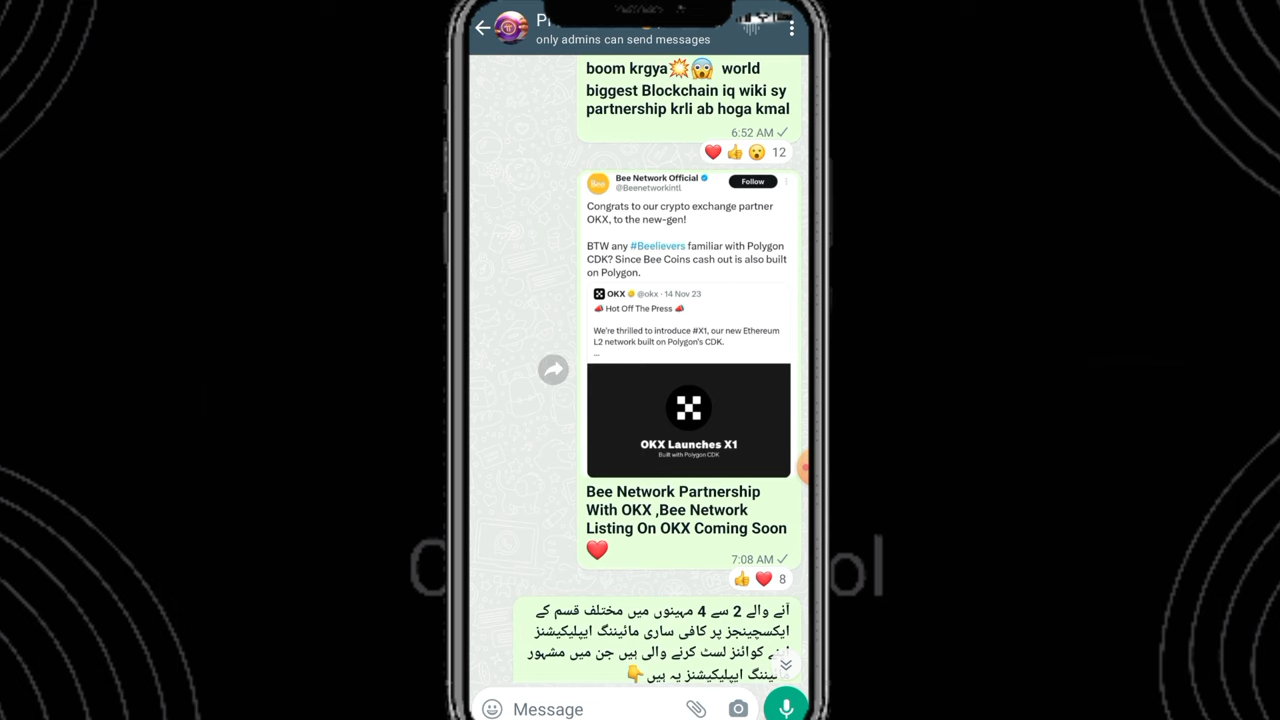 only admins can send messages
boom krgya💥😱 world
biggest Blockchain iq wiki sy
partnership krli ab hoga kmal
6:52 AM
12
Bee Network Official
@Beenetworkintl
Follow
Congrats to our crypto exchange partner
OKX, to the new-gen!
BTW any #Beelievers familiar with Polygon
CDK? Since Bee Coins cash out is also built
on Polygon.
OKX @okx · 14 Nov 23
📣 Hot Off The Press 📣
We're thrilled to introduce #X1, our new Ethereum
L2 network built on Polygon's CDK.
...
OKX Launches X1
Built with Polygon CDK
Bee Network Partnership
With OKX ,Bee Network
Listing On OKX Coming Soon
❤️
7:08 AM
8
آنے والے 2 سے 4 مہینوں میں مختلف قسم کے
ایکسچینجز پر کافی ساری مائیننگ ایپلیکیشنز
کوائنز لسٹ کرنے والی ہیں جن میں مشہور
ایپلیکیشنز یہ ہیں👇
Message